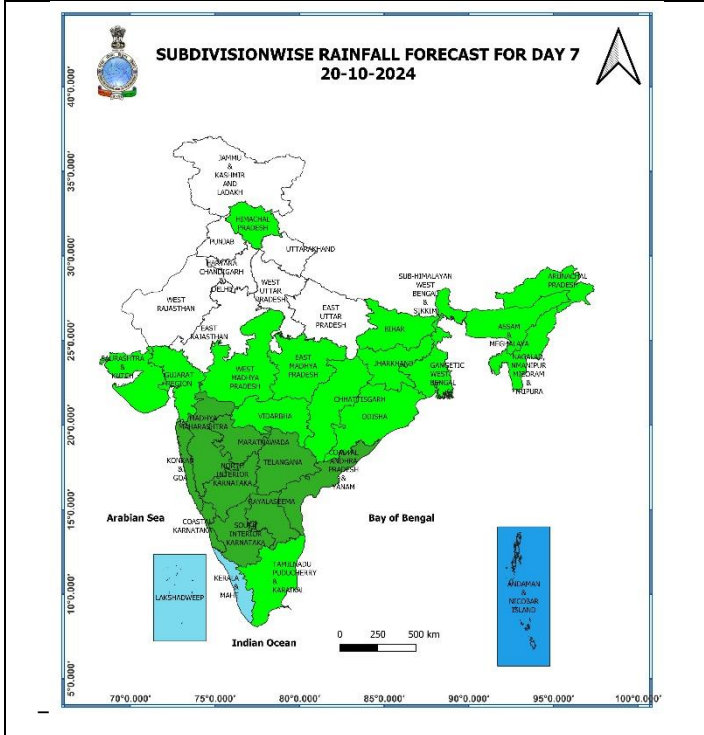 SUBDIVISIONWISE RAINFALL FORECAST FOR DAY 7
20-10-2024
40°0.000'
35°0.000'
30°0.000'
25°0.000'
20°0.000'
15°0.000'
10°0.000'
5°0.000'
JAMMU
&
KASHMIR
AND
LADAKH
HIMACHAL
PRADESH
PUNJAB
UTTARAKHAND
CHANDIGARH
&
DELHI
WEST
UTTAR
PRADESH
WEST
RAJASTHAN
EAST
RAJASTHAN
EAST
UTTAR
PRADESH
SUB-HIMALAYAN
WEST
BENGAL
&
SIKKIM
ARUNACHAL
PRADESH
ASSAM
&
MEGHALAYA
NAGALAND
MANIPUR
MIZORAM
&
TRIPURA
BIHAR
JHARKHAND
GANGETIC
WEST
BENGAL
SAURASHTRA
&
KUTCH
GUJARAT
REGION
WEST
MADHYA
PRADESH
EAST
MADHYA
PRADESH
CHHATTISGARH
ODISHA
VIDARBHA
MADHYA
MAHARASHTRA
MARATHAWADA
TELANGANA
COASTAL
ANDHRA
PRADESH
&
YANAM
KONKAN
&
GOA
NORTH
INTERIOR
KARNATAKA
RAYALASEEMA
COASTAL
KARNATAKA
SOUTH
INTERIOR
KARNATAKA
TAMILNADU
PUDUCHERRY
&
KARAIKAL
KERALA
&
MAHE
LAKSHADWEEP
ANDAMAN
&
NICOBAR
ISLAND
Arabian Sea
Bay of Bengal
Indian Ocean
0 250 500 km
70°0.000' 75°0.000' 80°0.000' 85°0.000' 90°0.000' 95°0.000' 100°0.000'